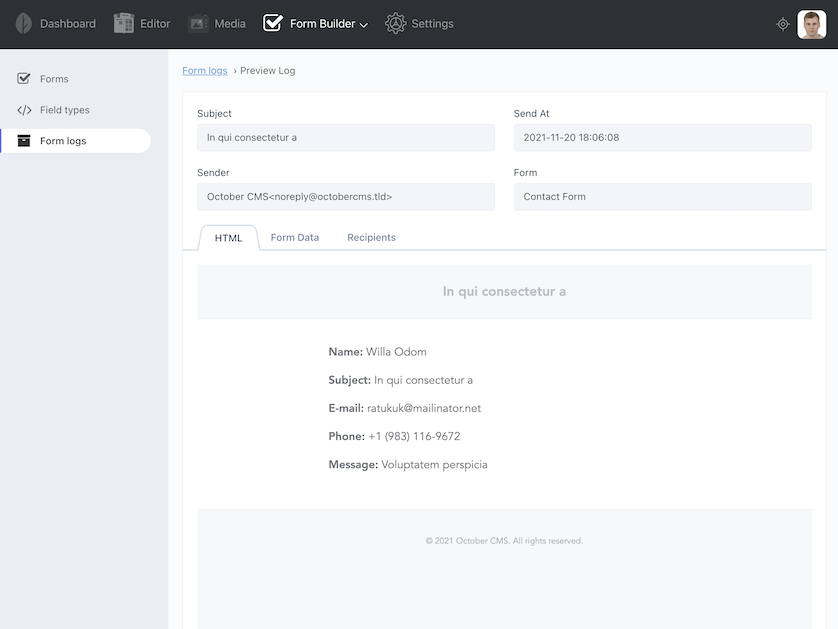 Dashboard Editor Media Form Builder Settings
Forms
Field types
Form logs
Form logs › Preview Log
Subject Send At
In qui consectetur a 2021-11-20 18:06:08
Sender Form
October CMS<noreply@octobercms.tld> Contact Form
HTML Form Data Recipients
In qui consectetur a
Name: Willa Odom
Subject: In qui consectetur a
E-mail: ratukuk@mailinator.net
Phone: +1 (983) 116-9672
Message: Voluptatem perspicia
© 2021 October CMS. All rights reserved.